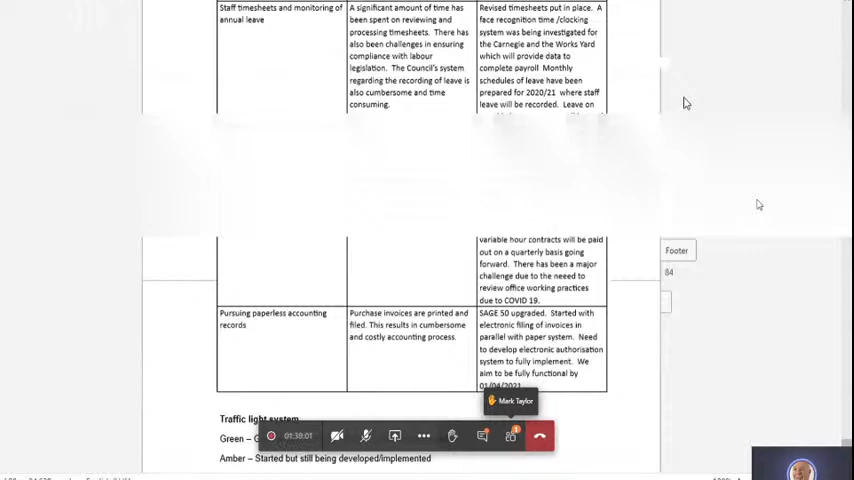 Staff timesheets and monitoring of
annual leave
A significant amount of time has
been spent on reviewing and
processing timesheets. There has
also been challenges in ensuring
compliance with labour
legislation. The Council's system
regarding the recording of leave is
also cumbersome and time
consuming.
Revised timesheets put in place. A
face recognition time /clocking
system was being investigated for
the Carnegie and the Works Yard
which will provide data to
complete payroll Monthly
schedules of leave have been
prepared for 2020/21 where staff
leave will be recorded. Leave on
variable hour contracts will be paid
out on a quarterly basis going
forward. There has been a major
challenge due to the need to
review office working practices
due to COVID 19.
Footer
84
Pursuing paperless accounting
records
Purchase invoices are printed and
filed. This results in cumbersome
and costly accounting process.
SAGE 50 upgraded. Started with
electronic filing of invoices in
parallel with paper system. Need
to develop electronic authorisation
system to fully implement. We
aim to be fully functional by
01/04/2021
Mark Taylor
Traffic light system
Green –
01:39:01
1
Amber – Started but still being developed/implemented